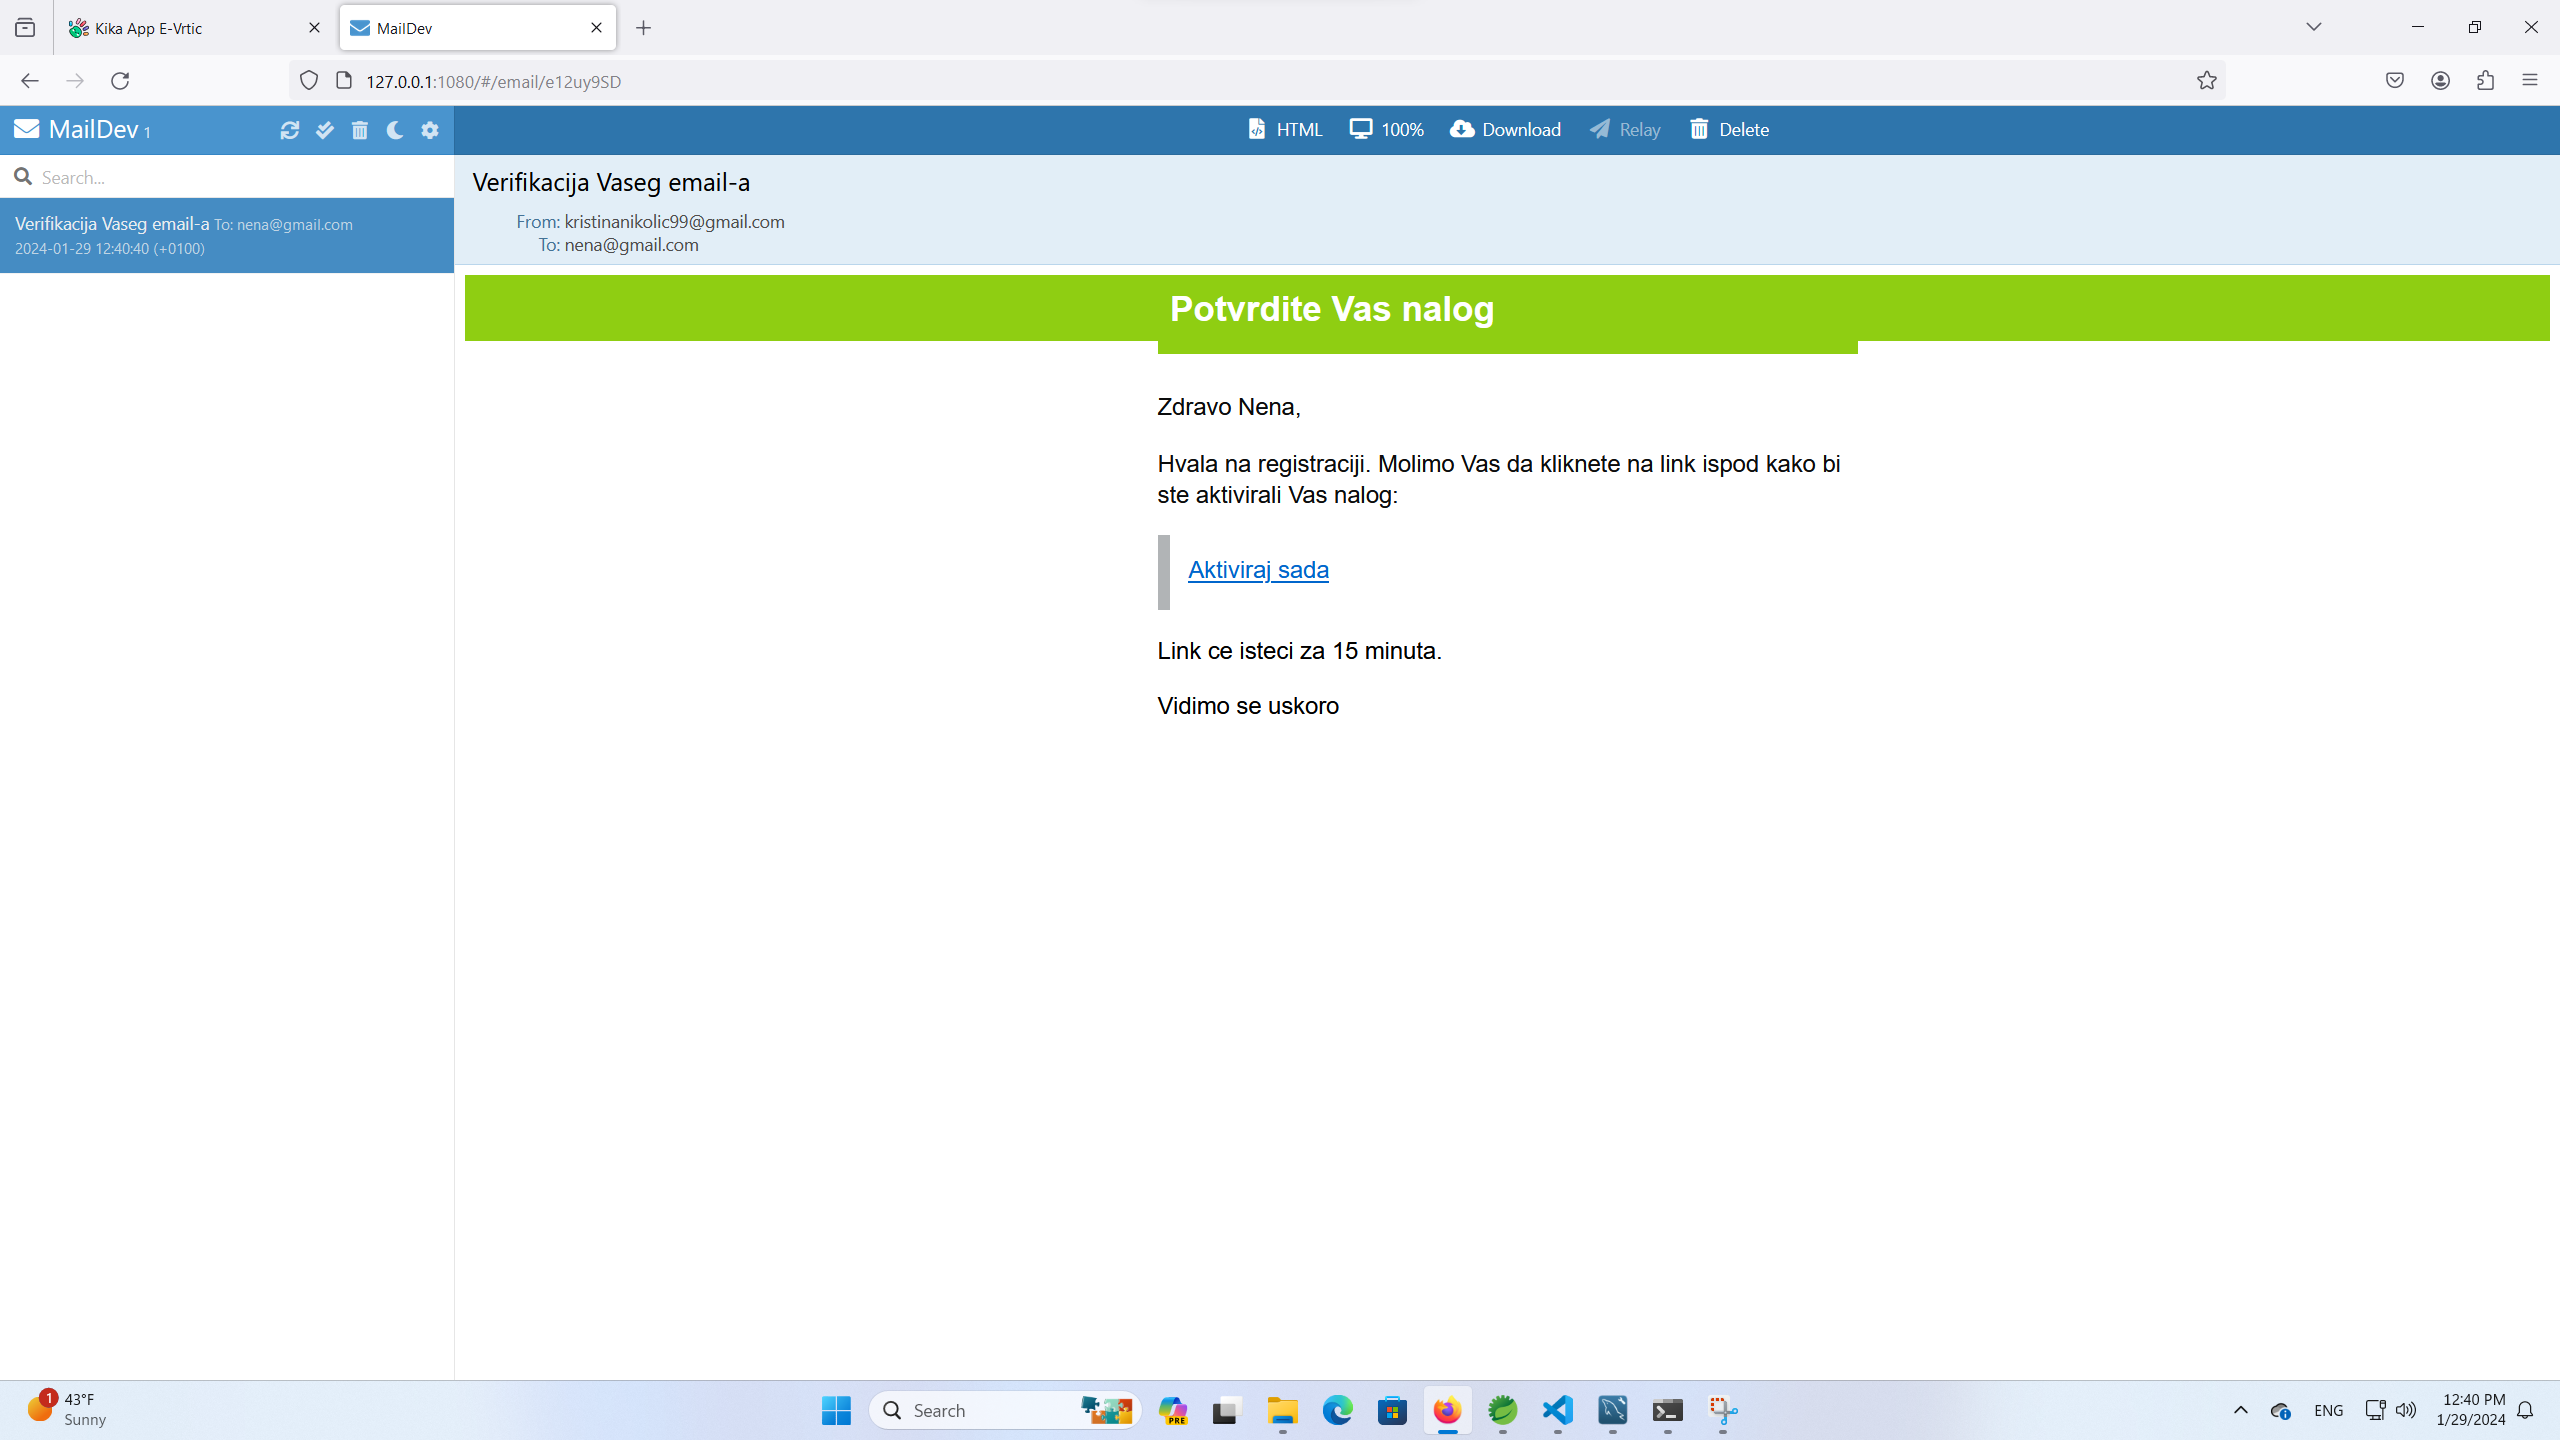 Kika App E-Vrtic
MailDev
127.0.0.1:1080/#/email/e12uy9SD
MailDev 1
HTML
100%
Download
Relay
Delete
Search...
Verifikacija Vaseg email-a To: nena@gmail.com
2024-01-29 12:40:40 (+0100)
Verifikacija Vaseg email-a
From: kristinanikolic99@gmail.com
To: nena@gmail.com
Potvrdite Vas nalog
Zdravo Nena,
Hvala na registraciji. Molimo Vas da kliknete na link ispod kako bi
ste aktivirali Vas nalog:
Aktiviraj sada
Link ce isteci za 15 minuta.
Vidimo se uskoro
1
43°F
Sunny
Search
PRE
ENG
12:40 PM
1/29/2024